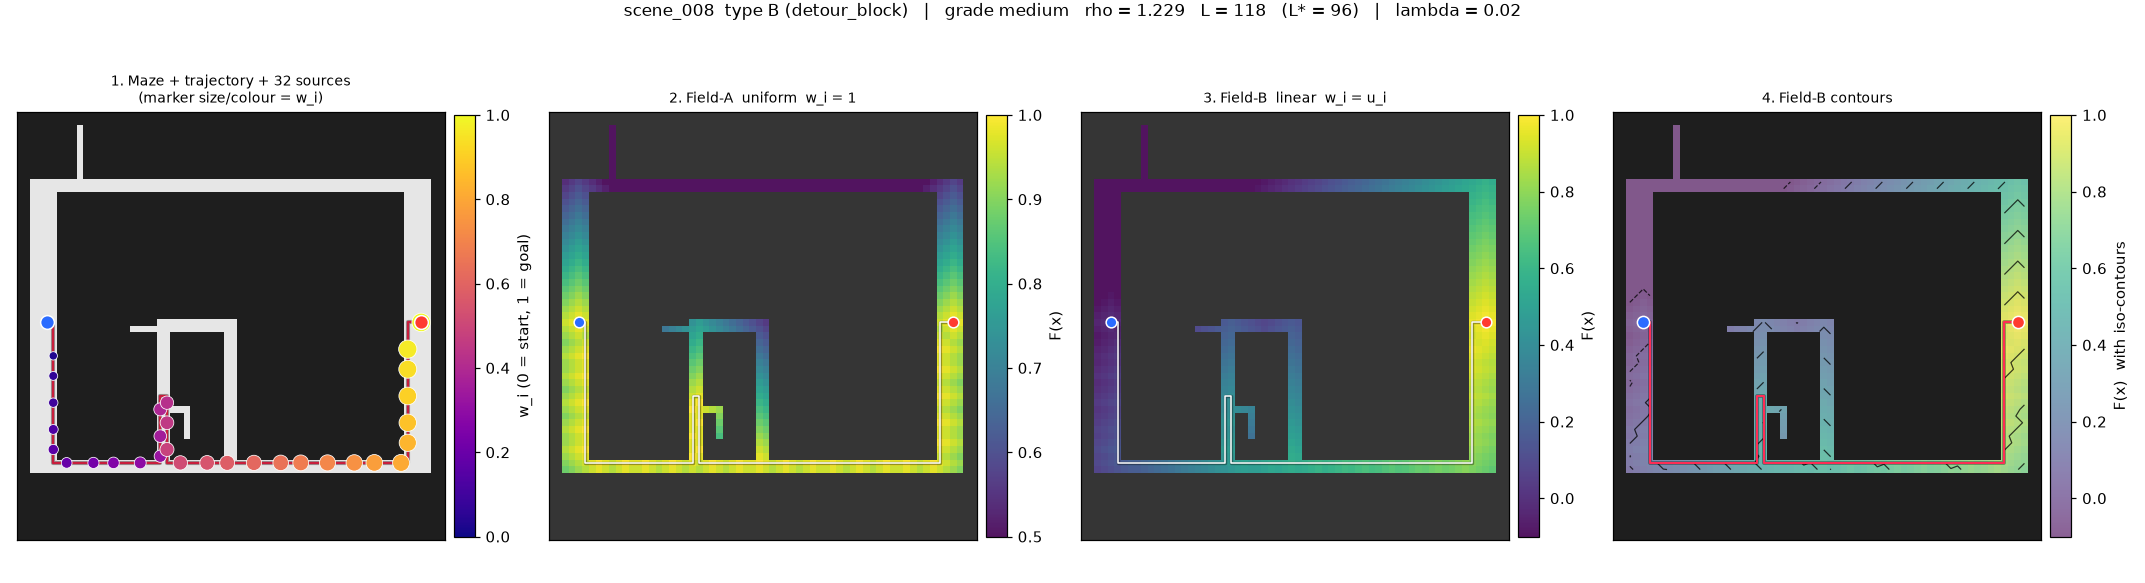 scene_008  type B (detour_block)   |   grade medium   rho = 1.229   L = 118   (L* = 96)   |   lambda = 0.02
1. Maze + trajectory + 32 sources
(marker size/colour = w_i)
1.0
0.8
0.6
0.4
0.2
0.0
w_i (0 = start, 1 = goal)
2. Field-A  uniform  w_i = 1
1.0
0.9
0.8
0.7
0.6
0.5
F(x)
3. Field-B  linear  w_i = u_i
1.0
0.8
0.6
0.4
0.2
0.0
F(x)
4. Field-B contours
1.0
0.8
0.6
0.4
0.2
0.0
F(x)  with iso-contours